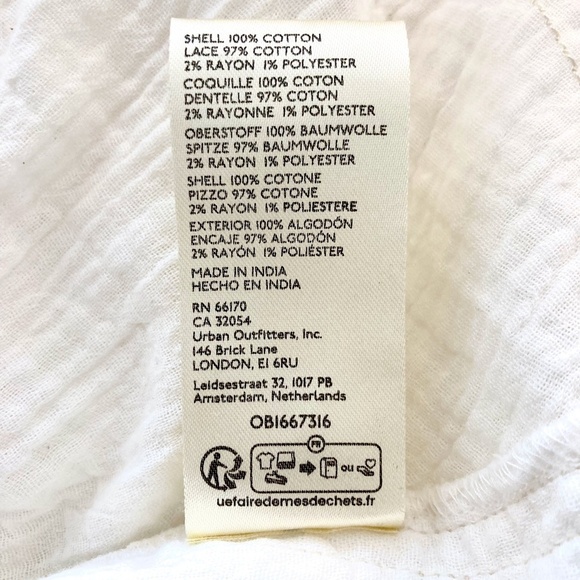 SHELL 100% COTTON
LACE 97% COTTON
2% RAYON 1% POLYESTER
COQUILLE 100% COTON
DENTELLE 97% COTON
2% RAYONNE 1% POLYESTER
OBERSTOFF 100% BAUMWOLLE
SPITZE 97% BAUMWOLLE
2% RAYON 1% POLYESTER
SHELL 100% COTONE
PIZZO 97% COTONE
2% RAYON 1% POLIESTERE
EXTERIOR 100% ALGODÓN
ENCAJE 97% ALGODÓN
2% RAYÓN 1% POLIÉSTER
MADE IN INDIA
HECHO EN INDIA
RN 66170
CA 32054
Urban Outfitters, Inc.
146 Brick Lane
LONDON, E1 6RU
Leidsestraat 32, 1017 PB
Amsterdam, Netherlands
OB1667316
FR
ou
uefairedemesdechets.fr